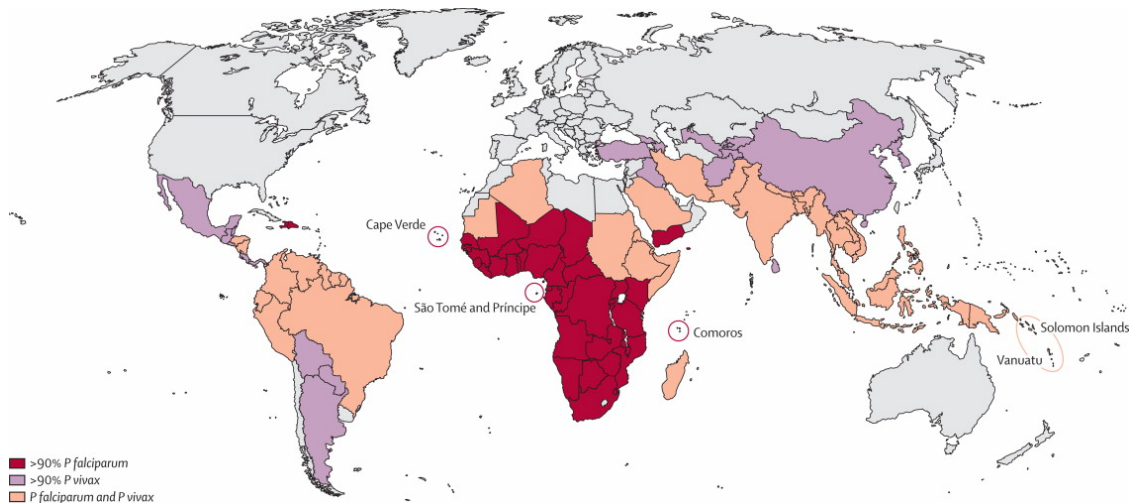 Cape Verde
São Tomé and Príncipe
Comoros
Solomon Islands
Vanuatu
>90% P falciparum
>90% P vivax
P falciparum and P vivax